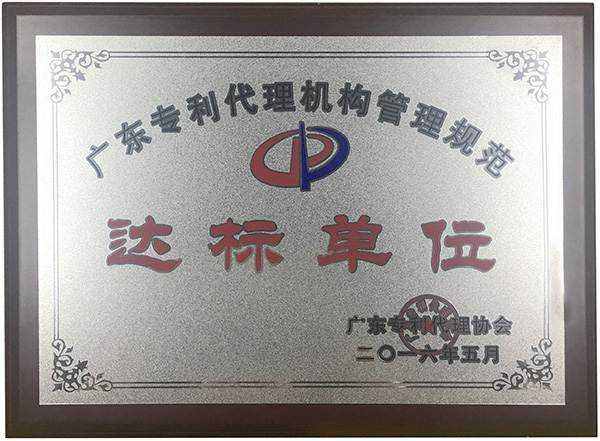 广东专利代理机构管理规范
达标单位
广东专利代理协会
二〇一六年五月